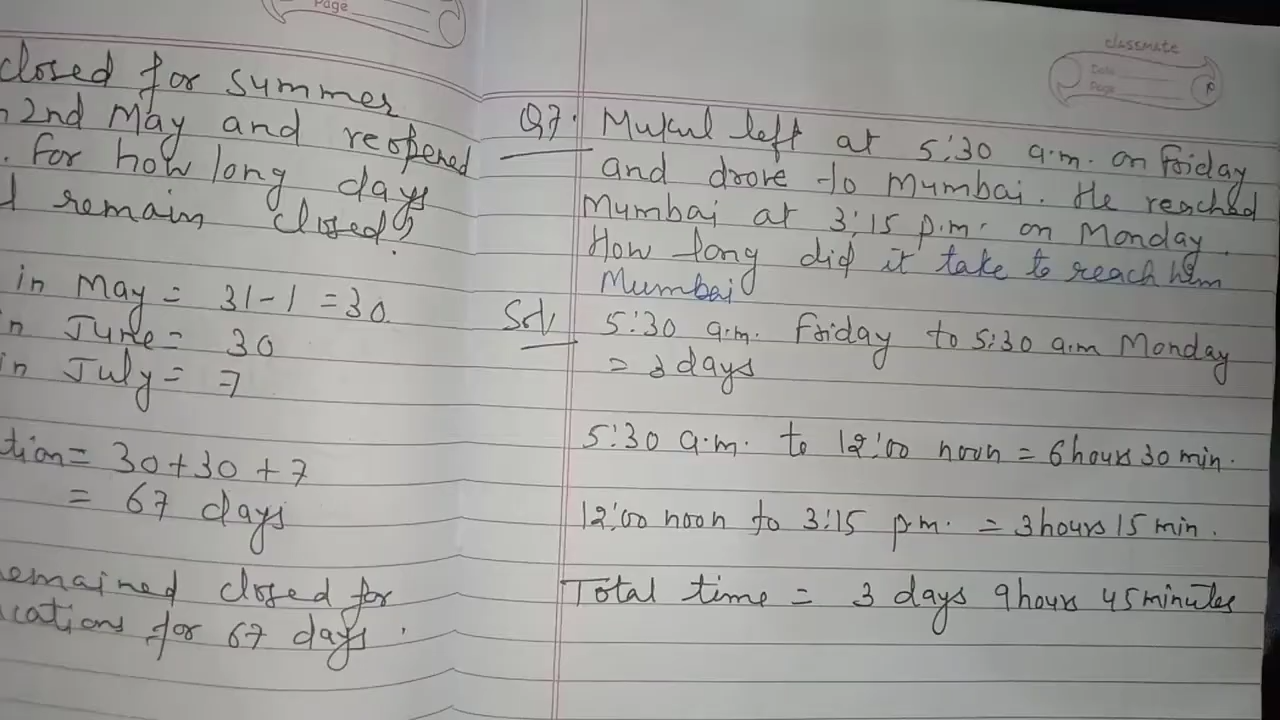 Page
closed for summer
2nd May and reopened
. For how long days
remain closed?
in May = 31-1 = 30
in June = 30
in July = 7
tion = 30 + 30 + 7
= 67 days
emained closed for
cations for 67 days.
classmate
Date
Page
Q7. Mukul left at 5:30 a.m. on Friday
and drove to Mumbai. He reached
Mumbai at 3:15 p.m. on Monday.
How long did it take to reach him
Mumbai
Sol. 5:30 a.m. Friday to 5:30 a.m Monday
= 3 days
5:30 a.m. to 12:00 noon = 6 hours 30 min.
12:00 noon to 3:15 p.m. = 3 hours 15 min.
Total time = 3 days 9 hours 45 minutes